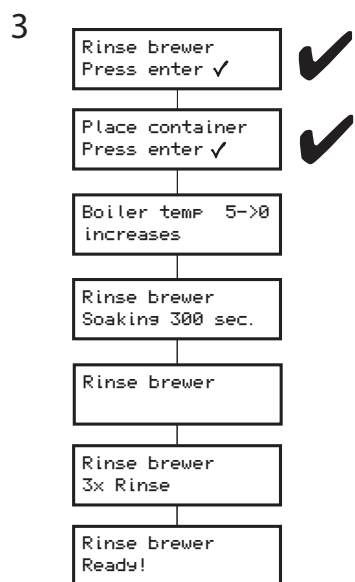 3
Rinse brewer
Press enter ✓
Place container
Press enter ✓
Boiler temp 5->0
increases
Rinse brewer
Soaking 300 sec.
Rinse brewer
Rinse brewer
3x Rinse
Rinse brewer
Ready!